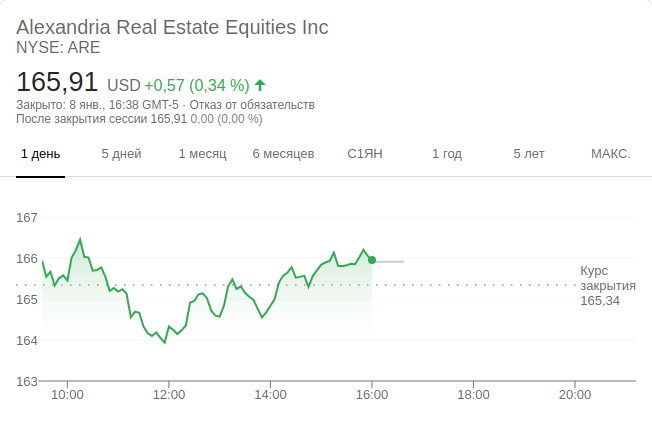 Alexandria Real Estate Equities Inc
NYSE: ARE
165,91 USD +0,57 (0,34 %)
Закрыто: 8 янв., 16:38 GMT-5 · Отказ от обязательств
После закрытия сессии 165,91 0,00 (0,00 %)
1 день 5 дней 1 месяц 6 месяцев С1ЯН 1 год 5 лет МАКС.
167
166
Курс
закрытия
165,34
165
164
163
10:00 12:00 14:00 16:00 18:00 20:00